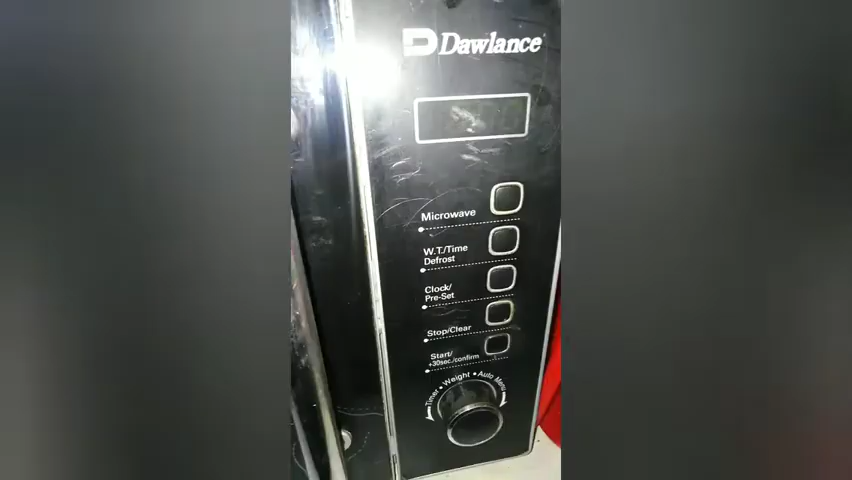 Dawlance
Microwave
W.T./Time
Defrost
Clock/
Pre-Set
Stop/Clear
Start/
+30sec./confirm
Timer • Weight • Auto Menu